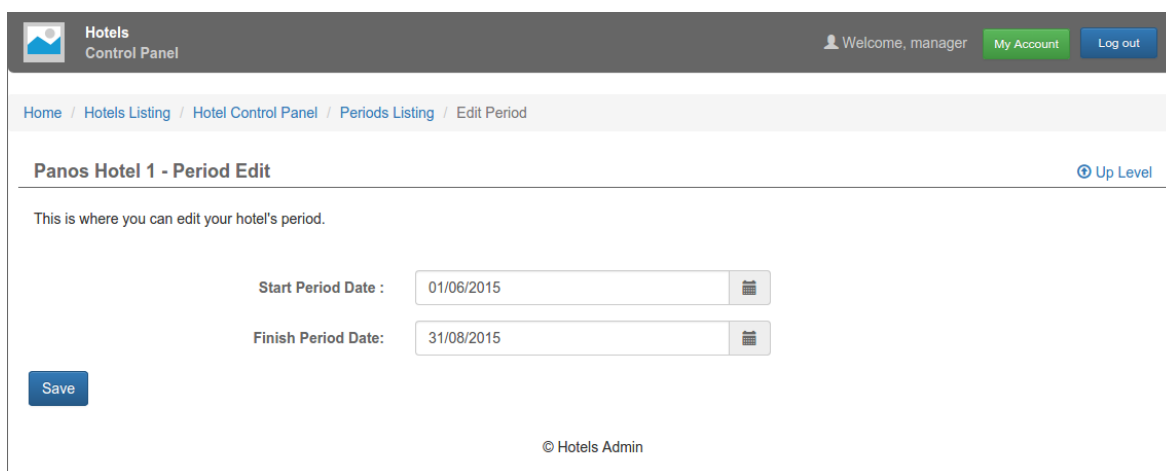 Hotels
Control Panel
Welcome, manager
My Account
Log out
Home / Hotels Listing / Hotel Control Panel / Periods Listing / Edit Period
Panos Hotel 1 - Period Edit
Up Level
This is where you can edit your hotel's period.
Start Period Date : 01/06/2015
Finish Period Date: 31/08/2015
Save
© Hotels Admin